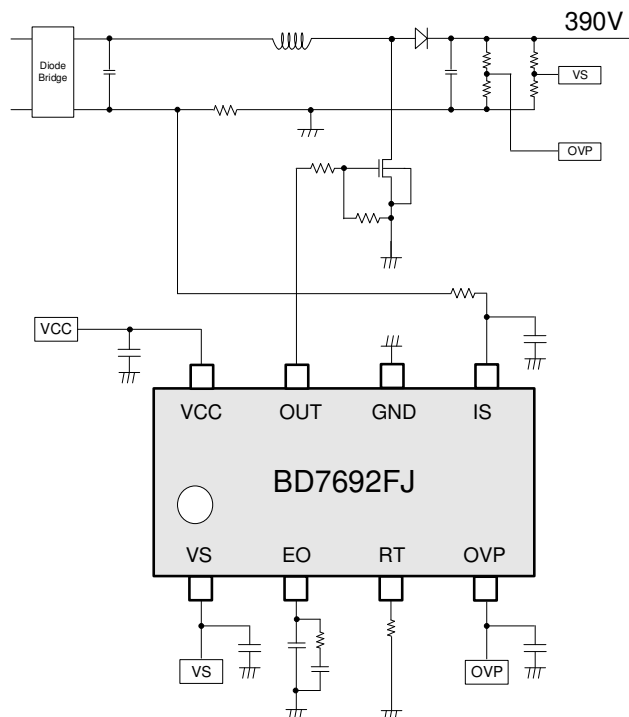 390V
Diode
Bridge
VS
OVP
VCC
VCC OUT GND IS
BD7692FJ
VS EO RT OVP
VS OVP